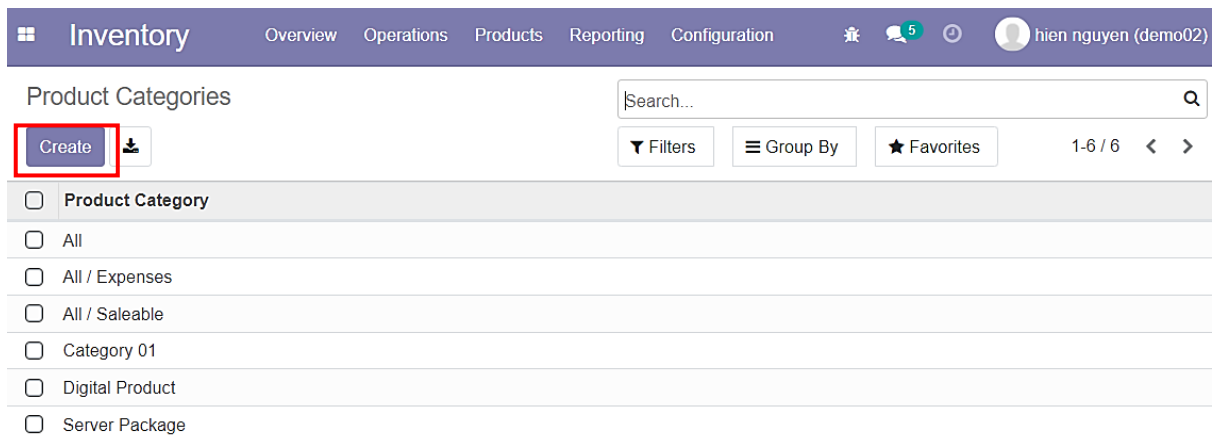 Inventory Overview Operations Products Reporting Configuration 5 hien nguyen (demo02)
Product Categories Search...
Create Filters Group By Favorites 1-6 / 6
Product Category
All
All / Expenses
All / Saleable
Category 01
Digital Product
Server Package